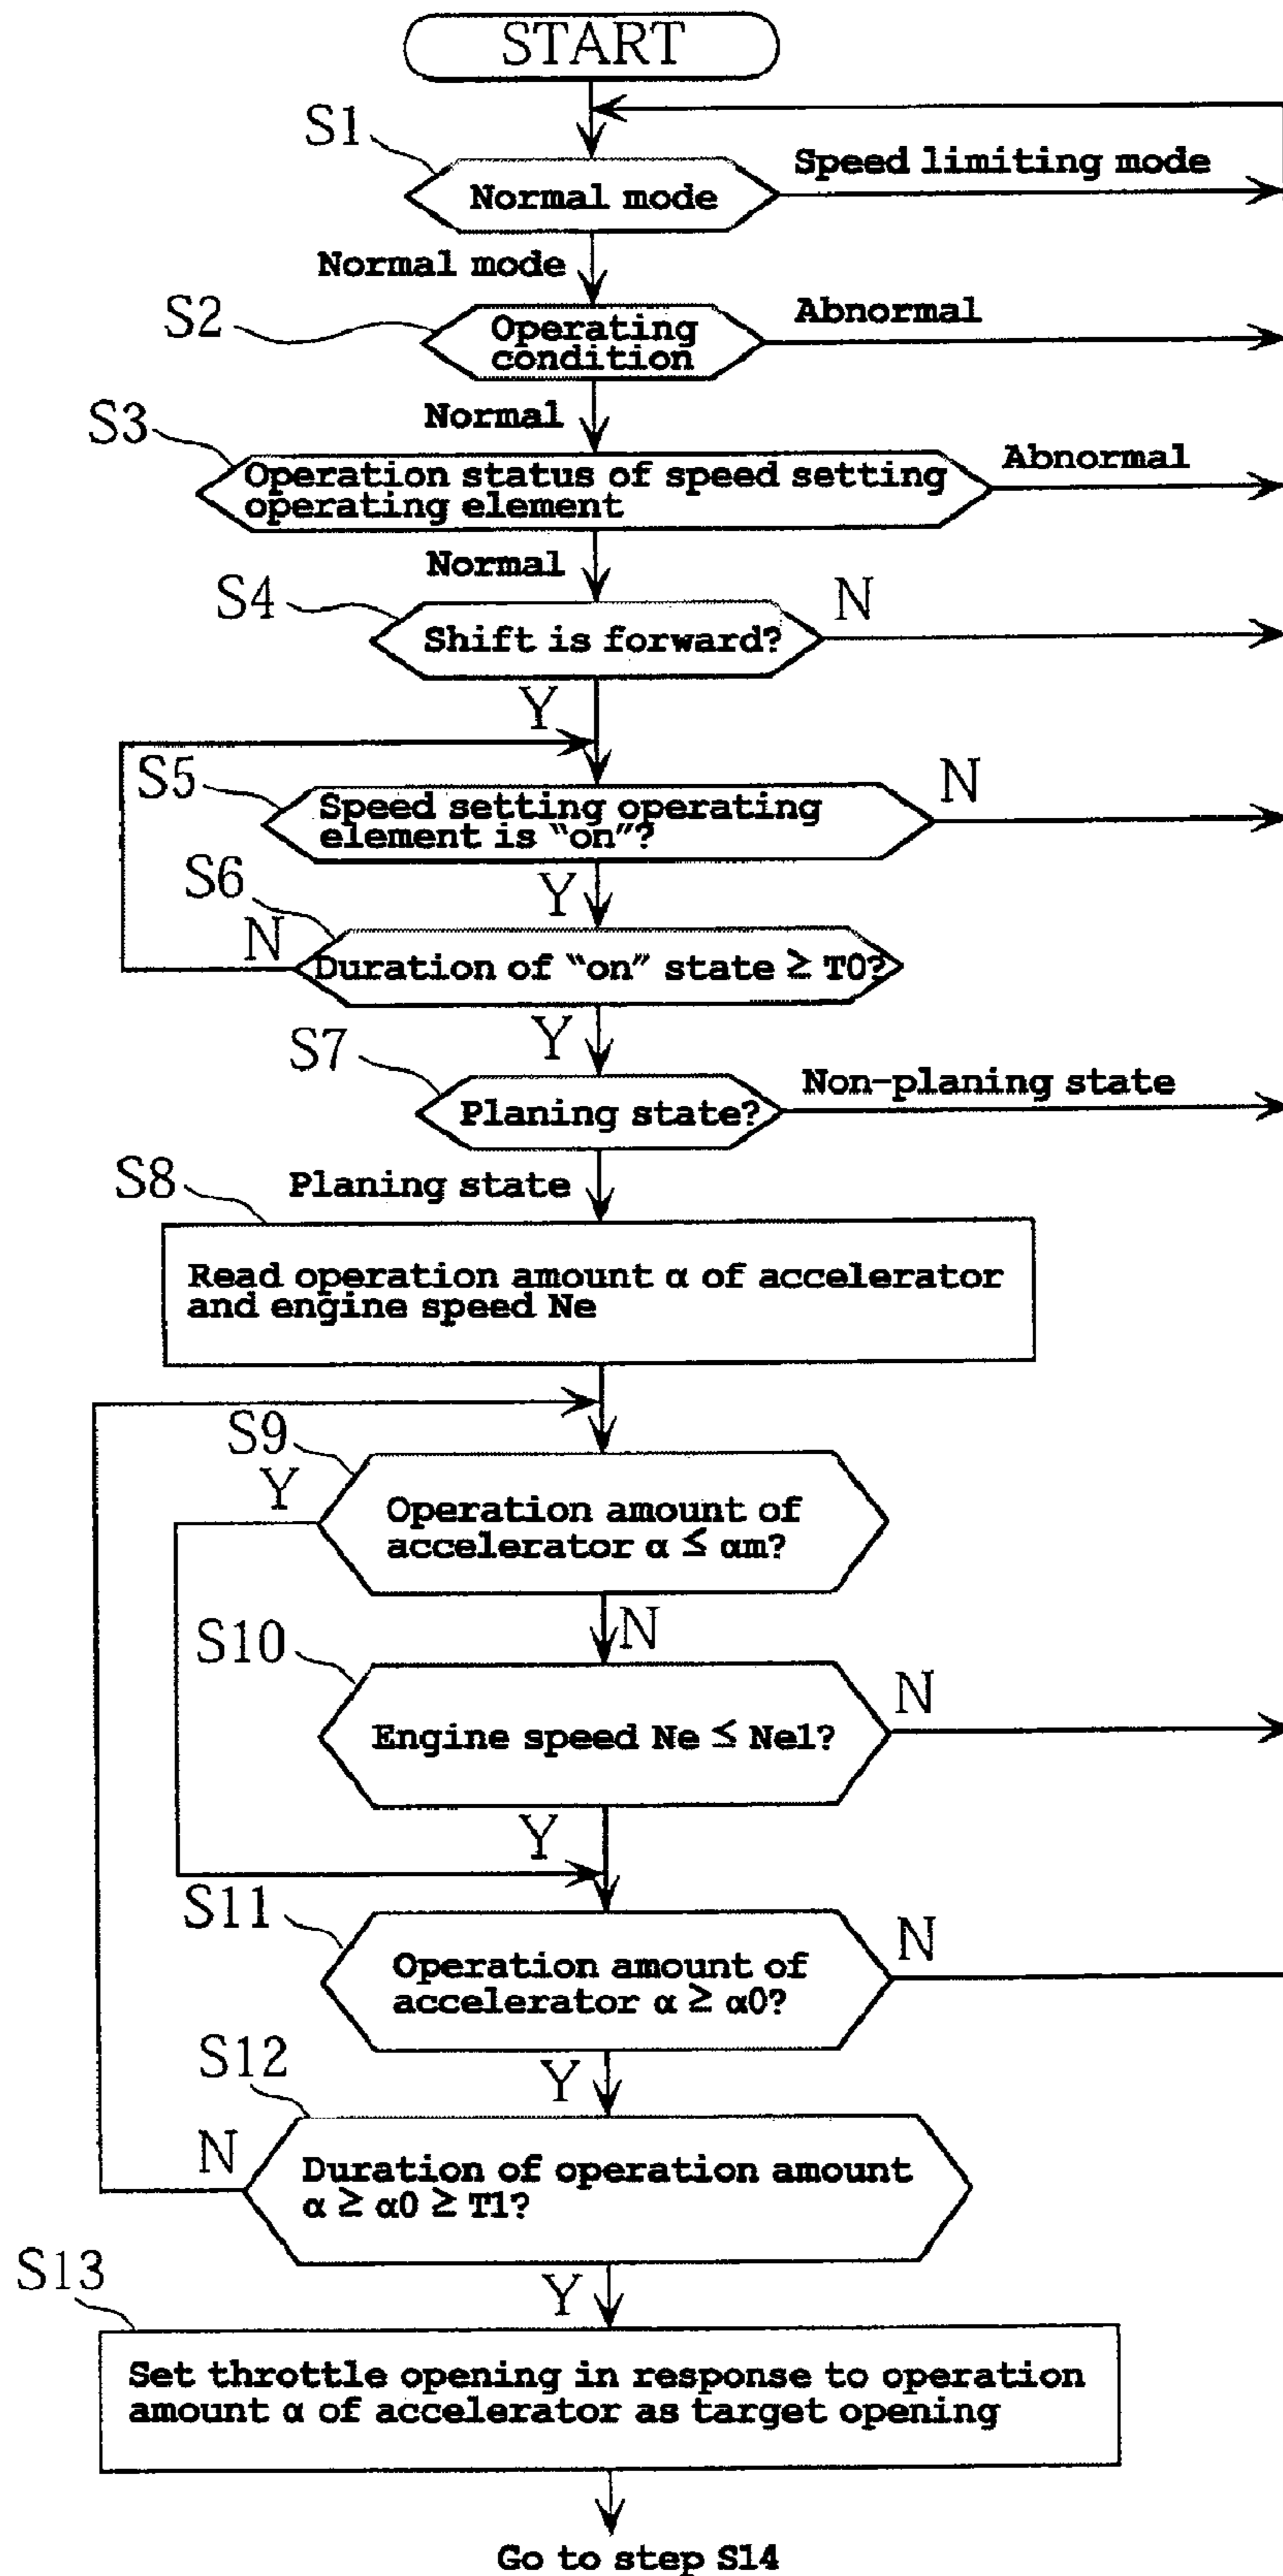 START
S1
Normal mode
Speed limiting mode
Normal mode
S2
Operating
condition
Abnormal
Normal
S3
Operation status of speed setting
operating element
Abnormal
Normal
S4
Shift is forward?
N
Y
S5
Speed setting operating
element is "on"?
N
Y
S6
N
Duration of "on" state ≥ T0?
Y
S7
Planing state?
Non-planing state
Planing state
S8
Read operation amount α of accelerator
and engine speed Ne
S9
Y
Operation amount of
accelerator α ≤ αm?
N
S10
Engine speed Ne ≤ Ne1?
N
Y
S11
Operation amount of
accelerator α ≥ α0?
N
Y
S12
N
Duration of operation amount
α ≥ α0 ≥ T1?
Y
S13
Set throttle opening in response to operation
amount α of accelerator as target opening
Go to step S14